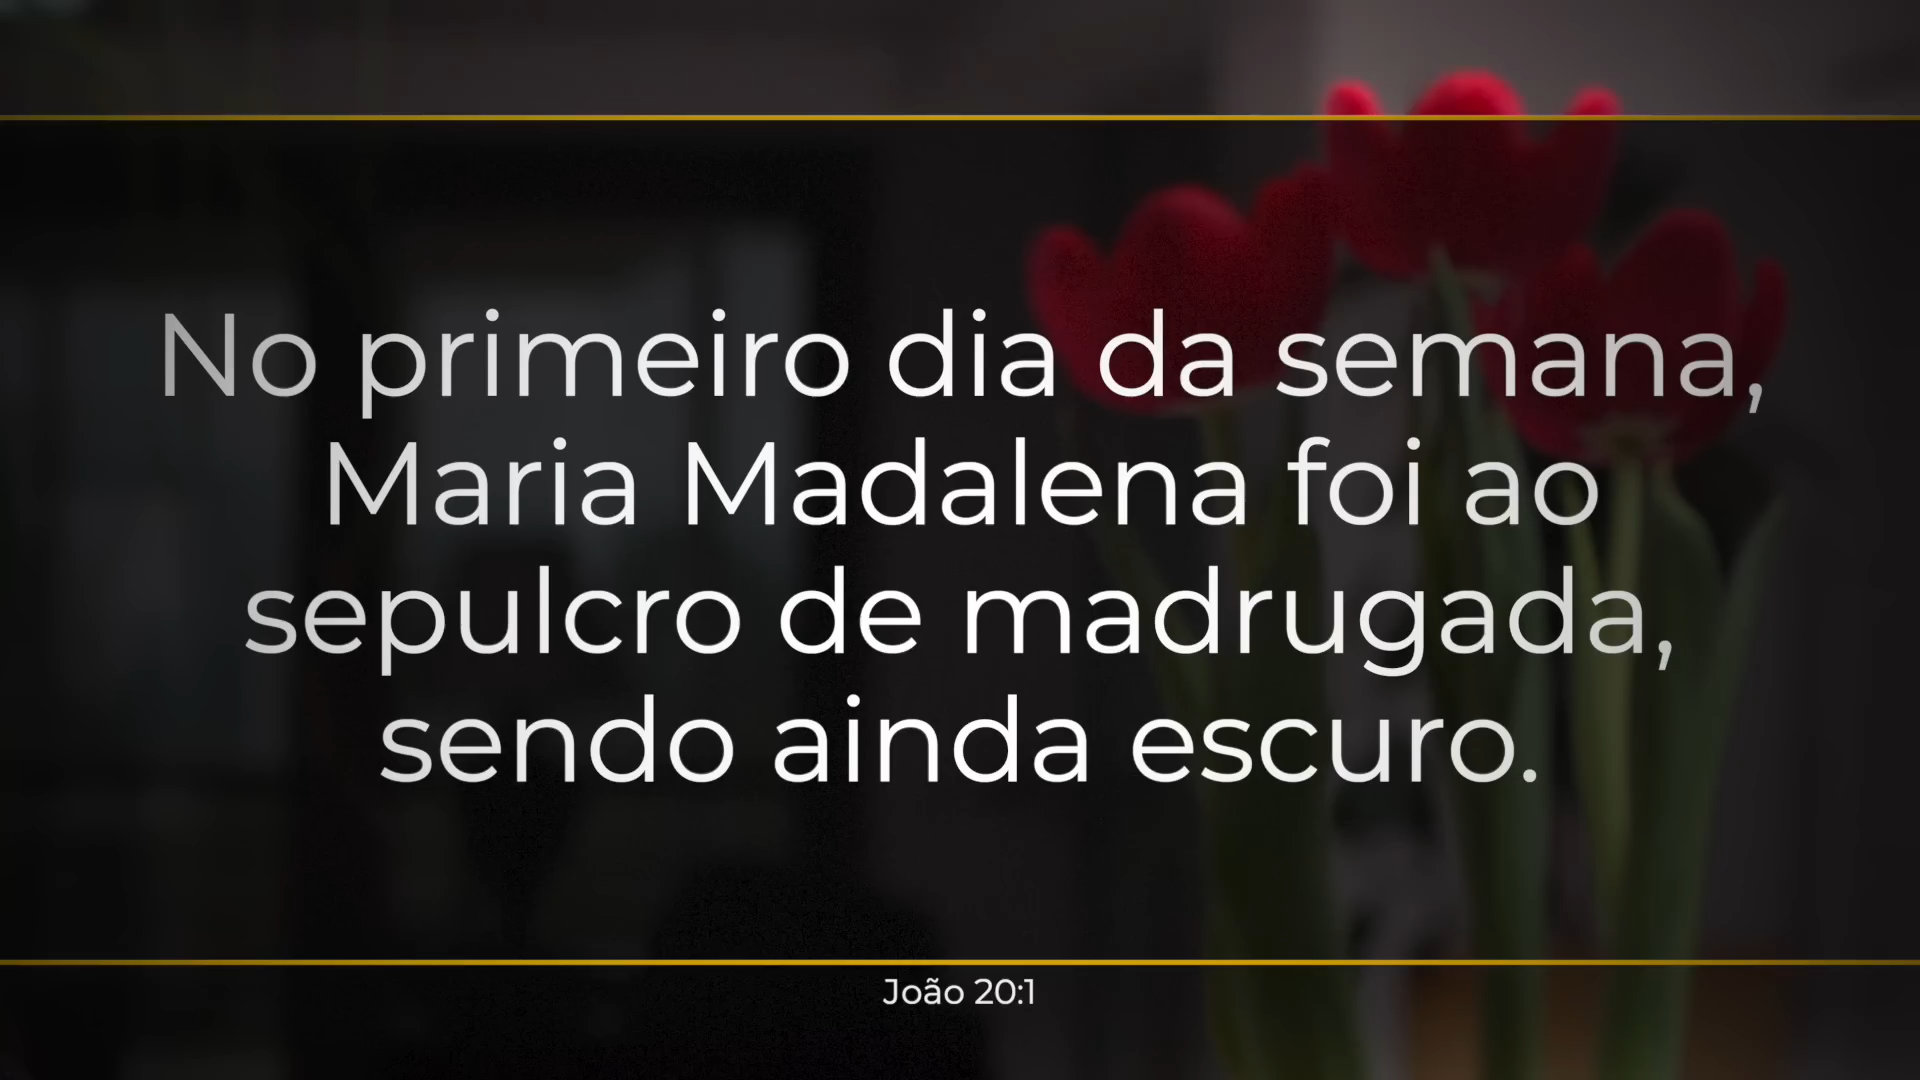 No primeiro dia da semana,
Maria Madalena foi ao
sepulcro de madrugada,
sendo ainda escuro.
João 20:1